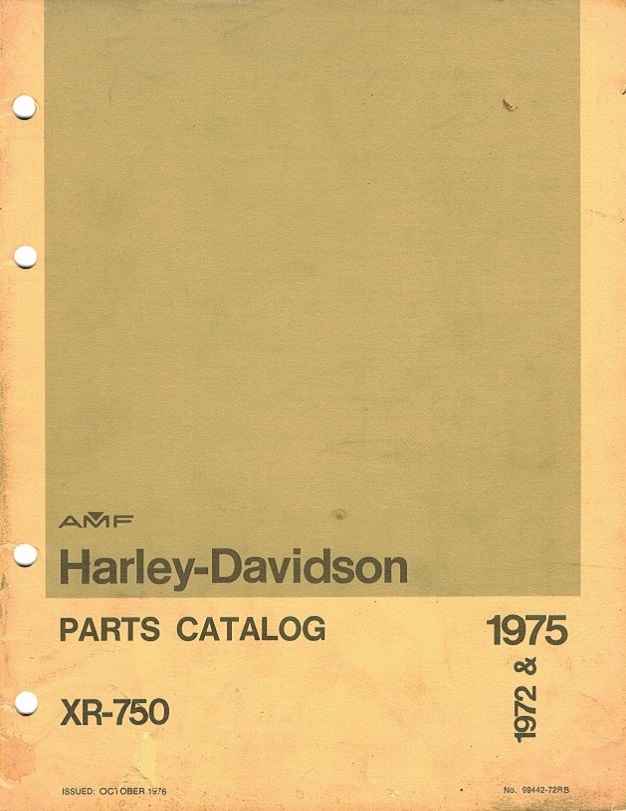 AMF
Harley-Davidson
PARTS CATALOG
1975
1972 &
XR-750
ISSUED: OCTOBER 1976
No. 99442-72RB